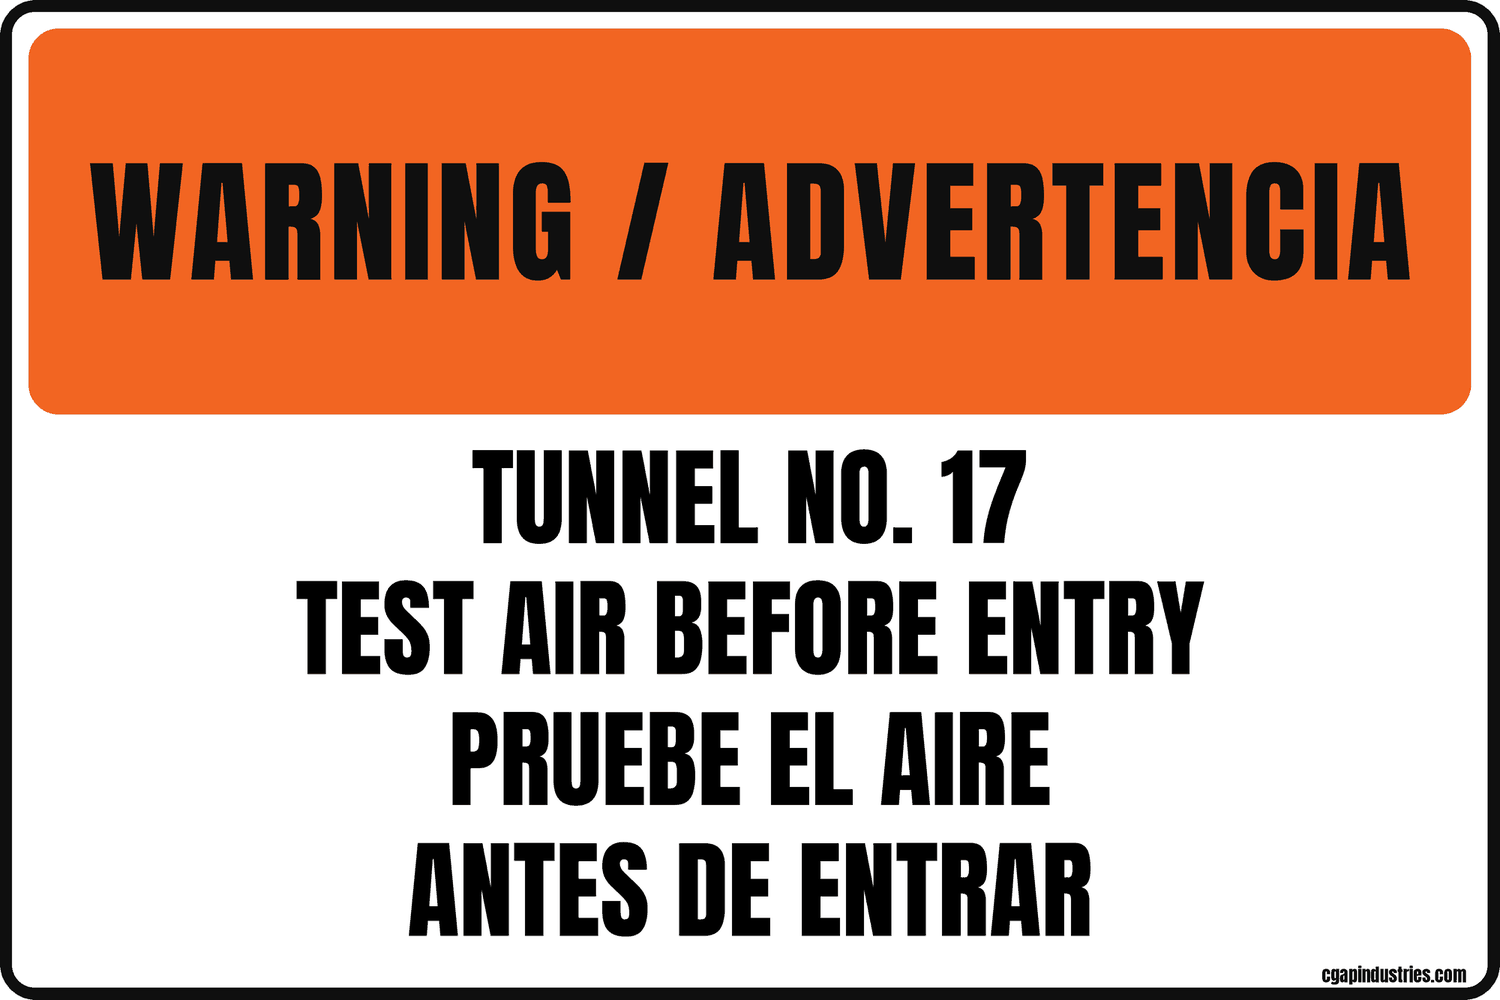 WARNING / ADVERTENCIA
TUNNEL NO. 17
TEST AIR BEFORE ENTRY
PRUEBE EL AIRE
ANTES DE ENTRAR
cgapindustries.com